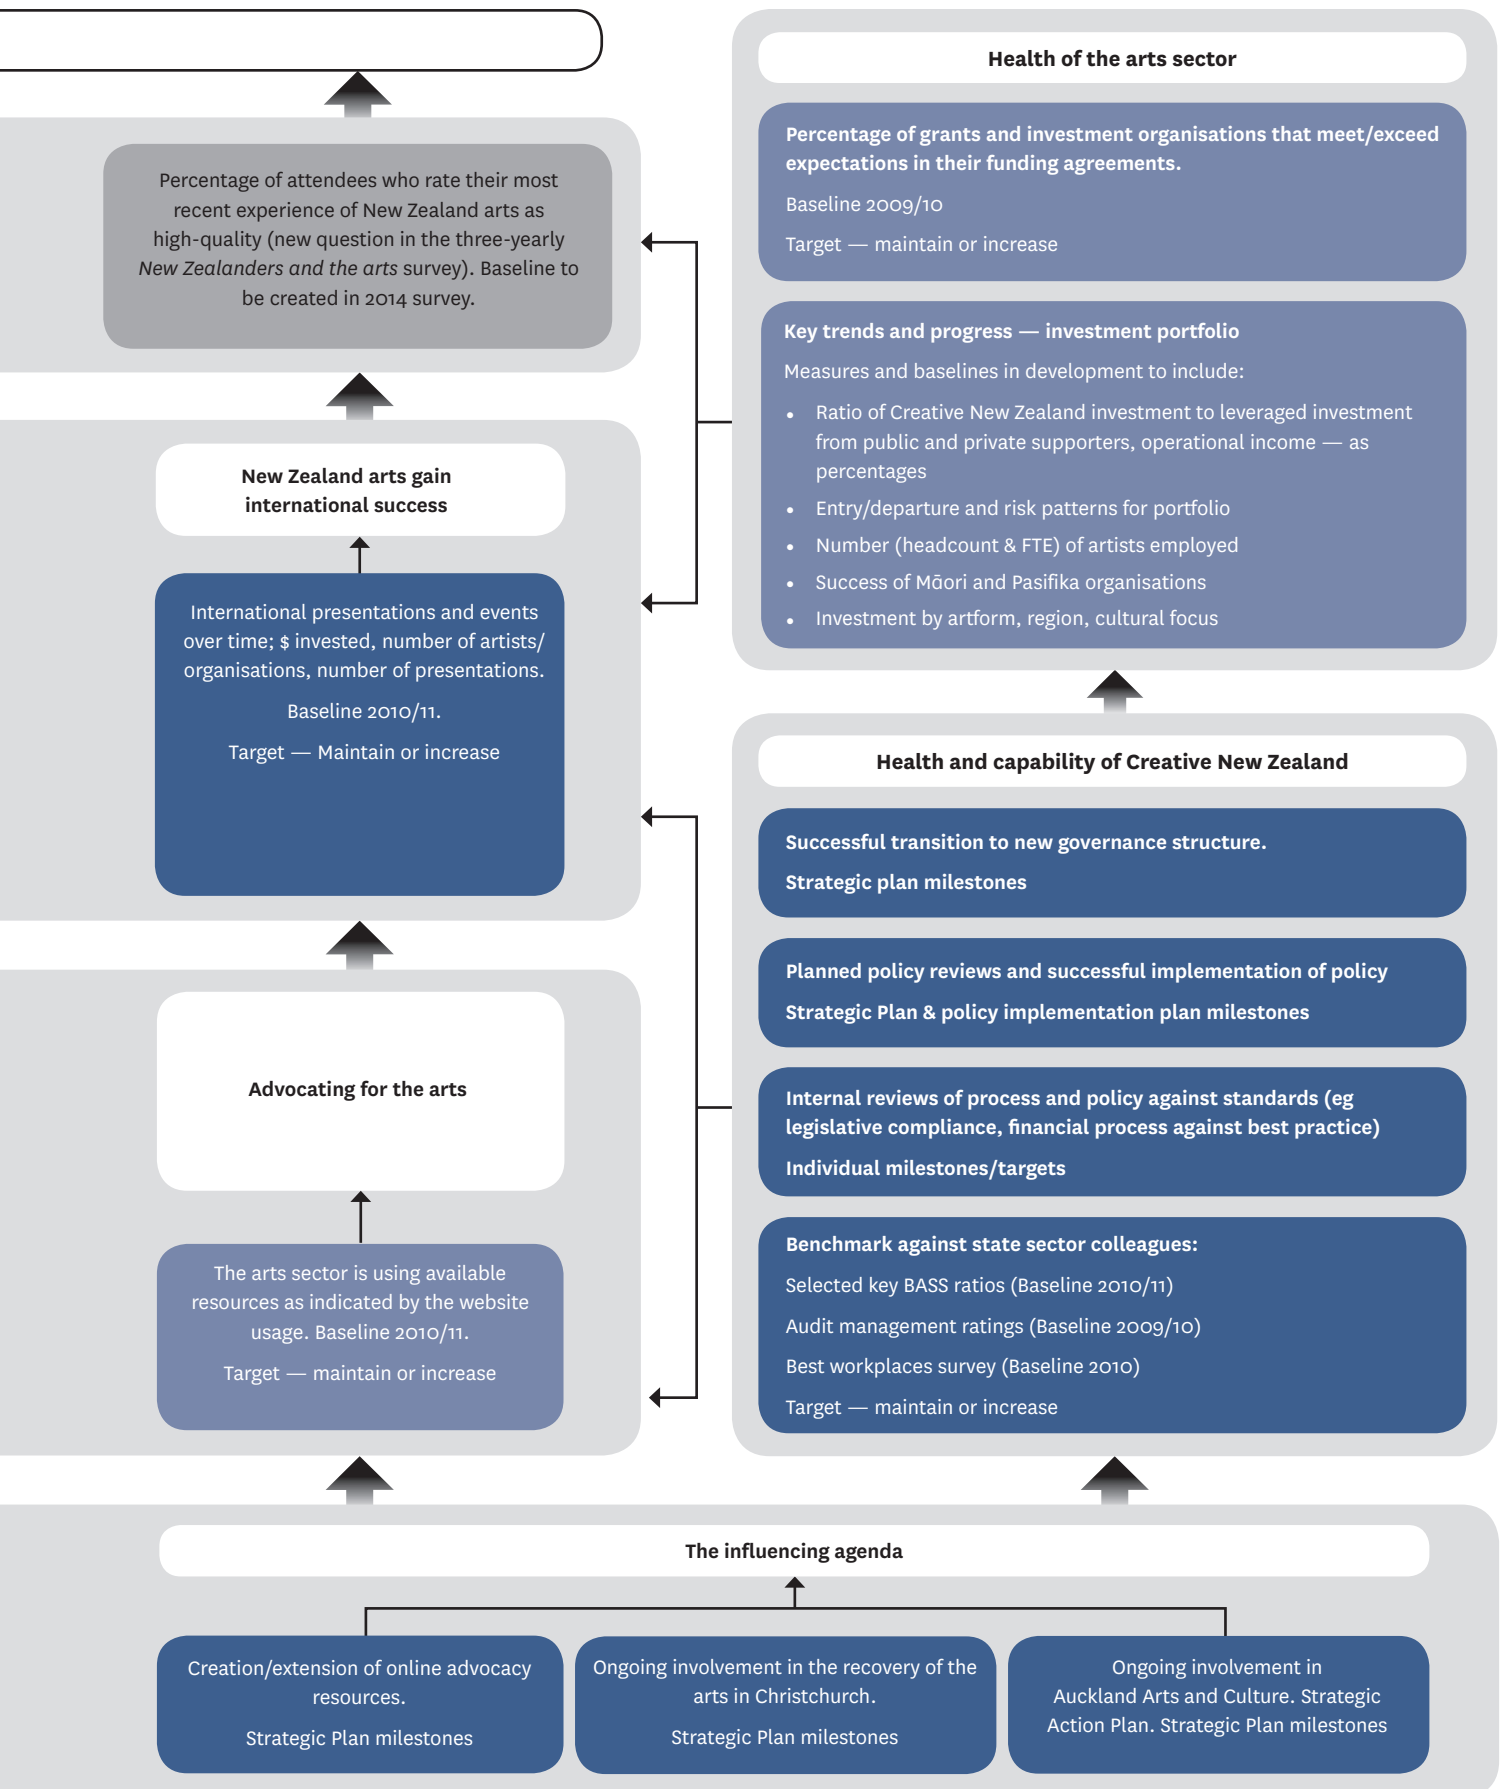 Percentage of attendees who rate their most
recent experience of New Zealand arts as
high-quality (new question in the three-yearly
New Zealanders and the arts survey). Baseline to
be created in 2014 survey.
New Zealand arts gain
international success
International presentations and events
over time; $ invested, number of artists/
organisations, number of presentations.
Baseline 2010/11.
Target — Maintain or increase
Advocating for the arts
The arts sector is using available
resources as indicated by the website
usage. Baseline 2010/11.
Target — maintain or increase
Health of the arts sector
Percentage of grants and investment organisations that meet/exceed
expectations in their funding agreements.
Baseline 2009/10
Target — maintain or increase
Key trends and progress — investment portfolio
Measures and baselines in development to include:
• Ratio of Creative New Zealand investment to leveraged investment
from public and private supporters, operational income — as
percentages
• Entry/departure and risk patterns for portfolio
• Number (headcount & FTE) of artists employed
• Success of Māori and Pasifika organisations
• Investment by artform, region, cultural focus
Health and capability of Creative New Zealand
Successful transition to new governance structure.
Strategic plan milestones
Planned policy reviews and successful implementation of policy
Strategic Plan & policy implementation plan milestones
Internal reviews of process and policy against standards (eg
legislative compliance, financial process against best practice)
Individual milestones/targets
Benchmark against state sector colleagues:
Selected key BASS ratios (Baseline 2010/11)
Audit management ratings (Baseline 2009/10)
Best workplaces survey (Baseline 2010)
Target — maintain or increase
The influencing agenda
Creation/extension of online advocacy
resources.
Strategic Plan milestones
Ongoing involvement in the recovery of the
arts in Christchurch.
Strategic Plan milestones
Ongoing involvement in
Auckland Arts and Culture. Strategic
Action Plan. Strategic Plan milestones